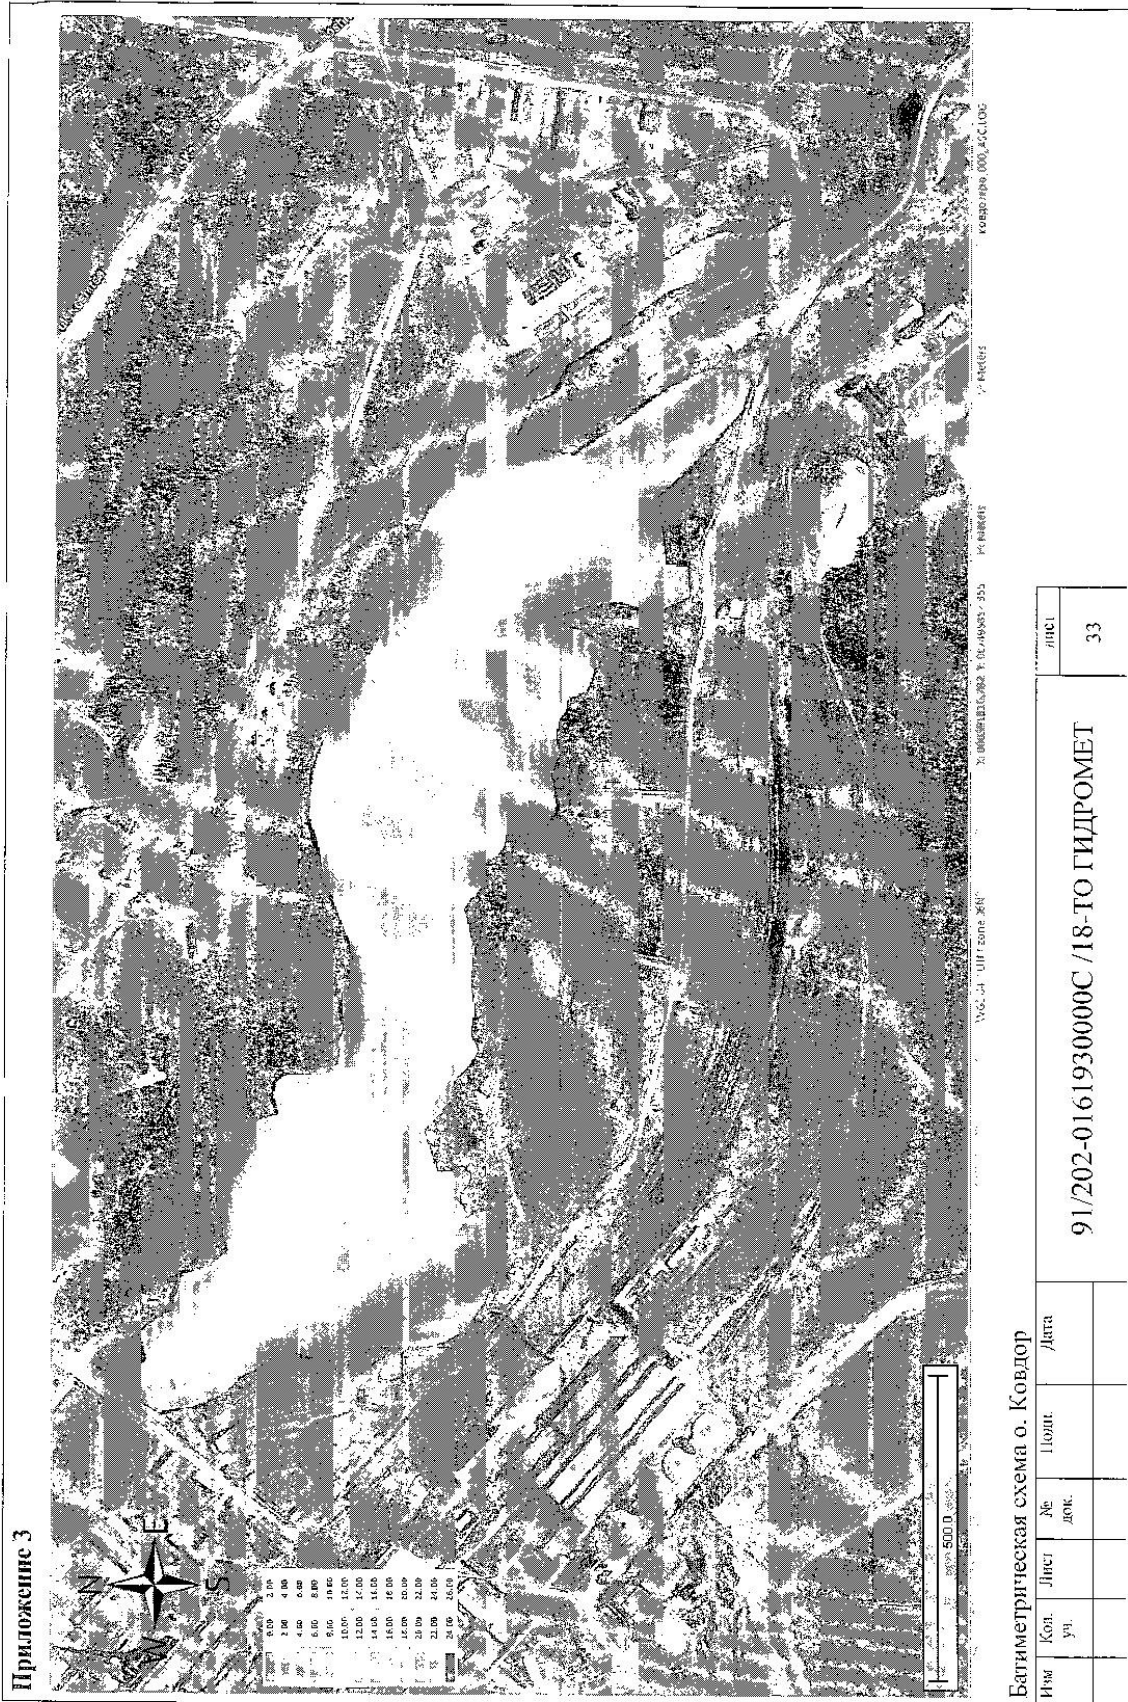 Приложение 3
N
W
E
S
0.00 2.00
2.00 4.00
4.00 6.00
6.00 8.00
8.00 10.00
10.00 12.00
12.00 14.00
14.00 16.00
16.00 18.00
18.00 20.00
20.00 22.00
22.00 24.00
24.00 26.00
500.0
Батиметрическая схема о. Ковдор
Изм
Кол. уч.
Лист
№ док.
Подп.
Дата
91/202-0161930000С /18-ТО ГИДРОМЕТ
лист
33